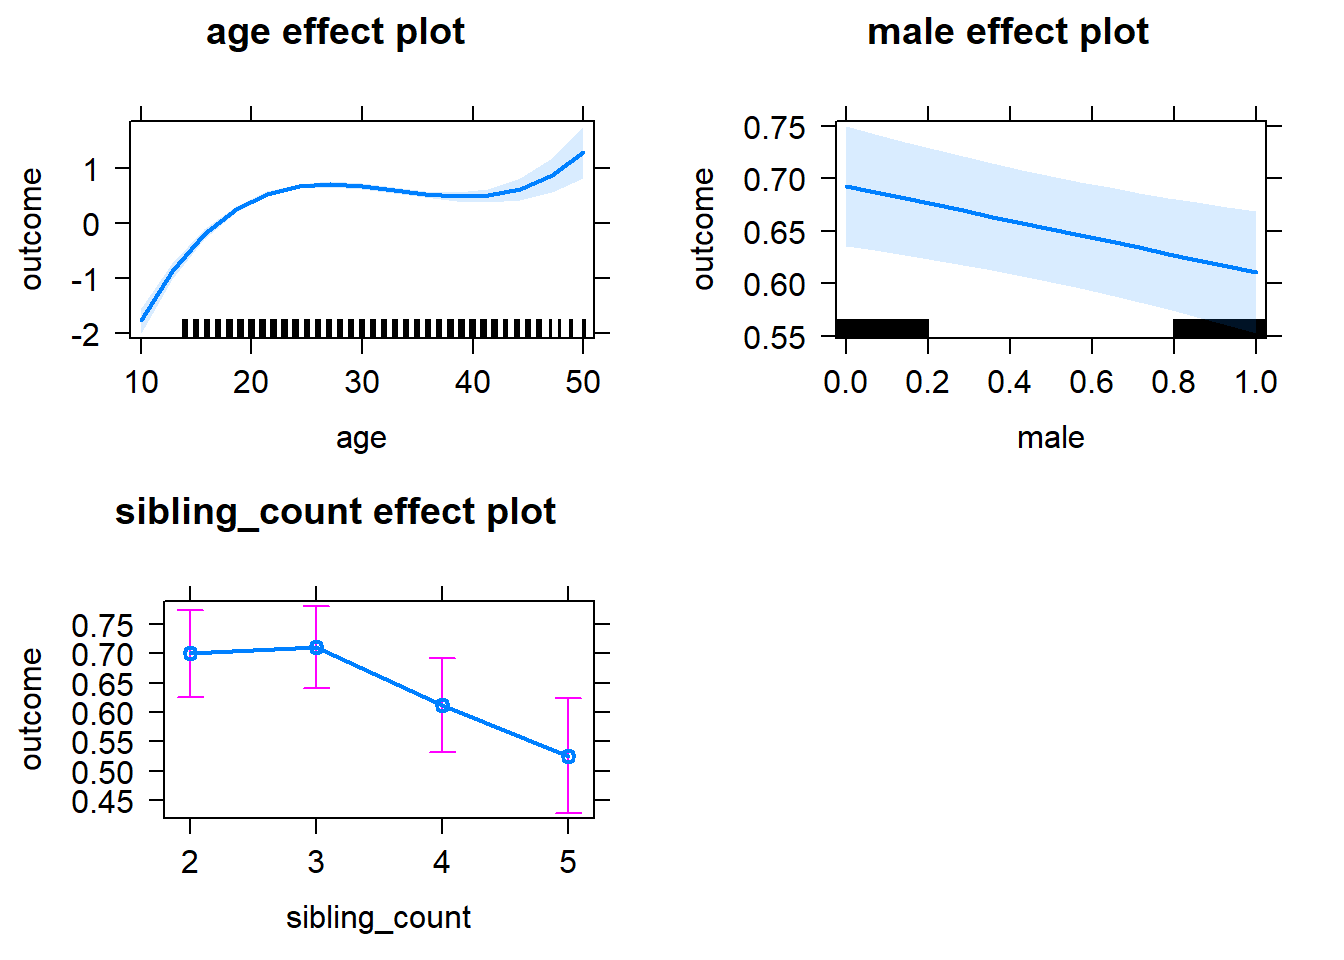 age effect plot
outcome
1
0
-1
-2
10 20 30 40 50
age
male effect plot
outcome
0.75
0.70
0.65
0.60
0.55
0.0 0.2 0.4 0.6 0.8 1.0
male
sibling_count effect plot
outcome
0.75
0.70
0.65
0.60
0.55
0.50
0.45
2 3 4 5
sibling_count